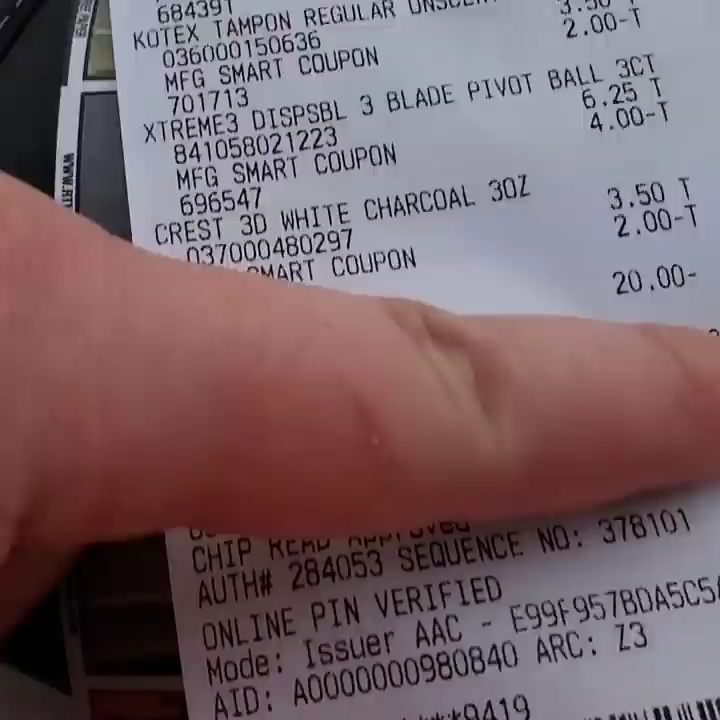 684391
KOTEX TAMPON REGULAR
036000150636 2.00-T
MFG SMART COUPON
701713
XTREME3 DISPSBL 3 BLADE PIVOT BALL 3CT
841058021223 6.25 T
MFG SMART COUPON 4.00-T
696547
CREST 3D WHITE CHARCOAL 3OZ
037000480297 3.50 T
SMART COUPON 2.00-T
20.00-
CHIP READ Approved
AUTH# 284053 SEQUENCE NO: 378101
ONLINE PIN VERIFIED
Mode: Issuer AAC - E99F957BDA5C5
AID: A0000000980840 ARC: Z3
9419